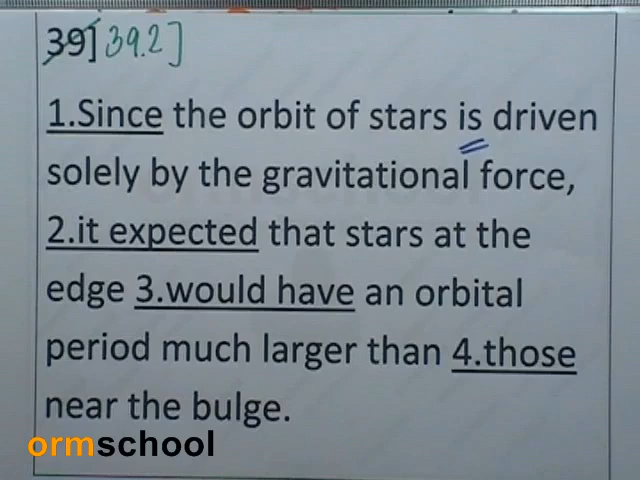 39] 39.2]
1.Since the orbit of stars is driven
solely by the gravitational force,
2.it expected that stars at the
edge 3.would have an orbital
period much larger than 4.those
near the bulge.
ormschool